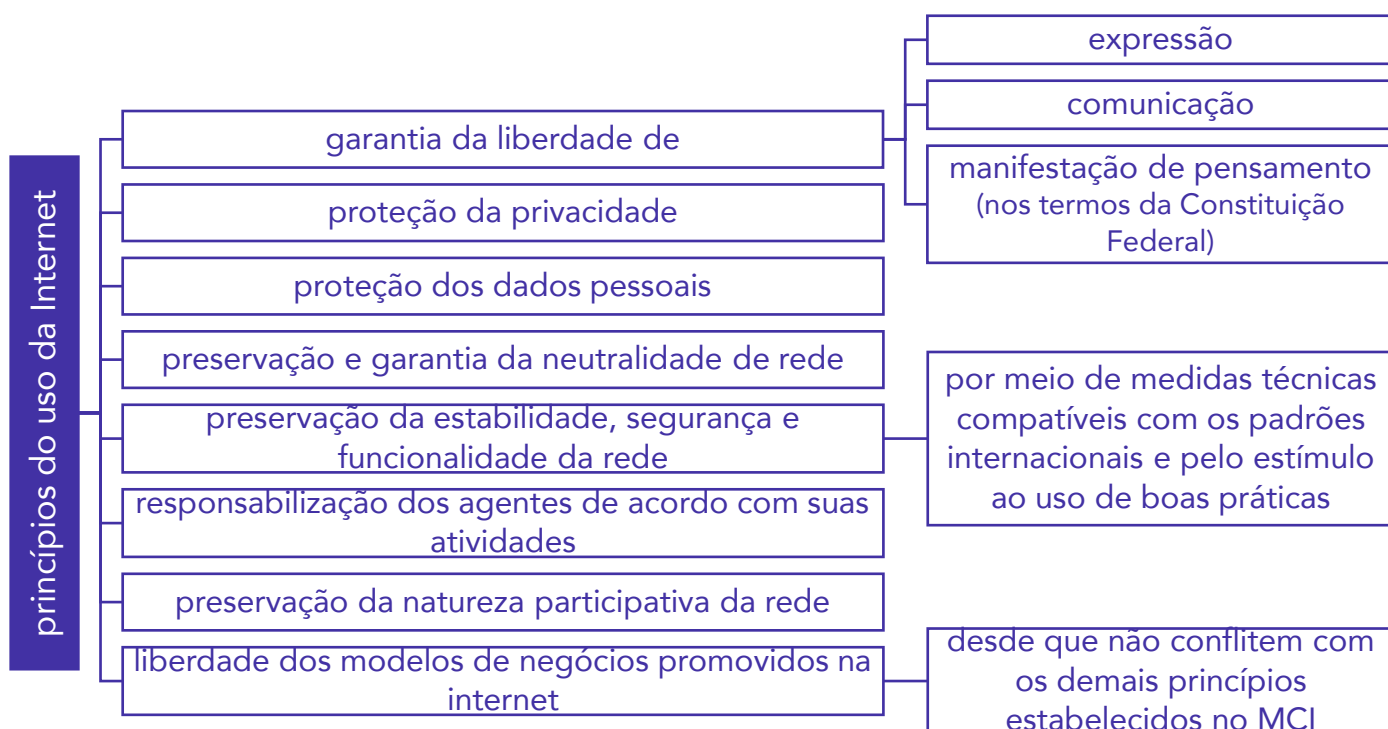 princípios do uso da Internet
garantia da liberdade de
expressão
comunicação
manifestação de pensamento
(nos termos da Constituição
Federal)
proteção da privacidade
proteção dos dados pessoais
preservação e garantia da neutralidade de rede
preservação da estabilidade, segurança e
funcionalidade da rede
por meio de medidas técnicas
compatíveis com os padrões
internacionais e pelo estímulo
ao uso de boas práticas
responsabilização dos agentes de acordo com suas
atividades
preservação da natureza participativa da rede
liberdade dos modelos de negócios promovidos na
internet
desde que não conflitem com
os demais princípios
estabelecidos no MCI